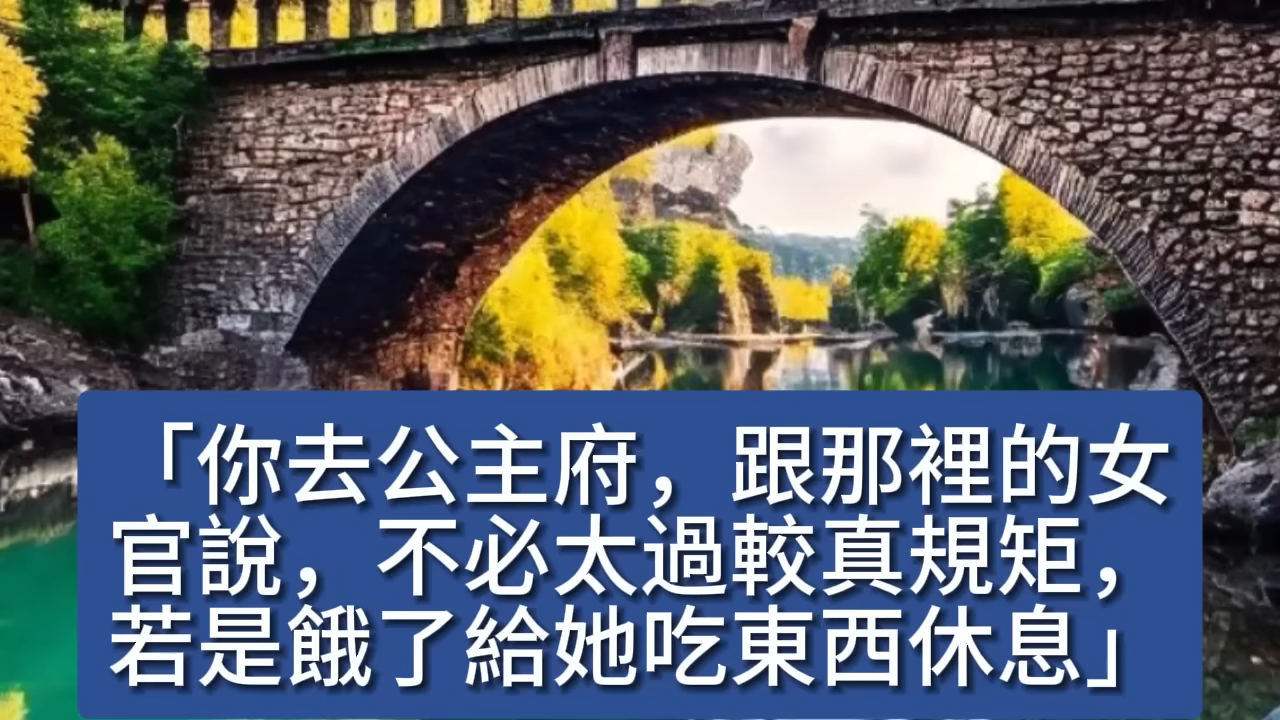 「你去公主府，跟那裡的女
官說，不必太過較真規矩，
若是餓了給她吃東西休息」